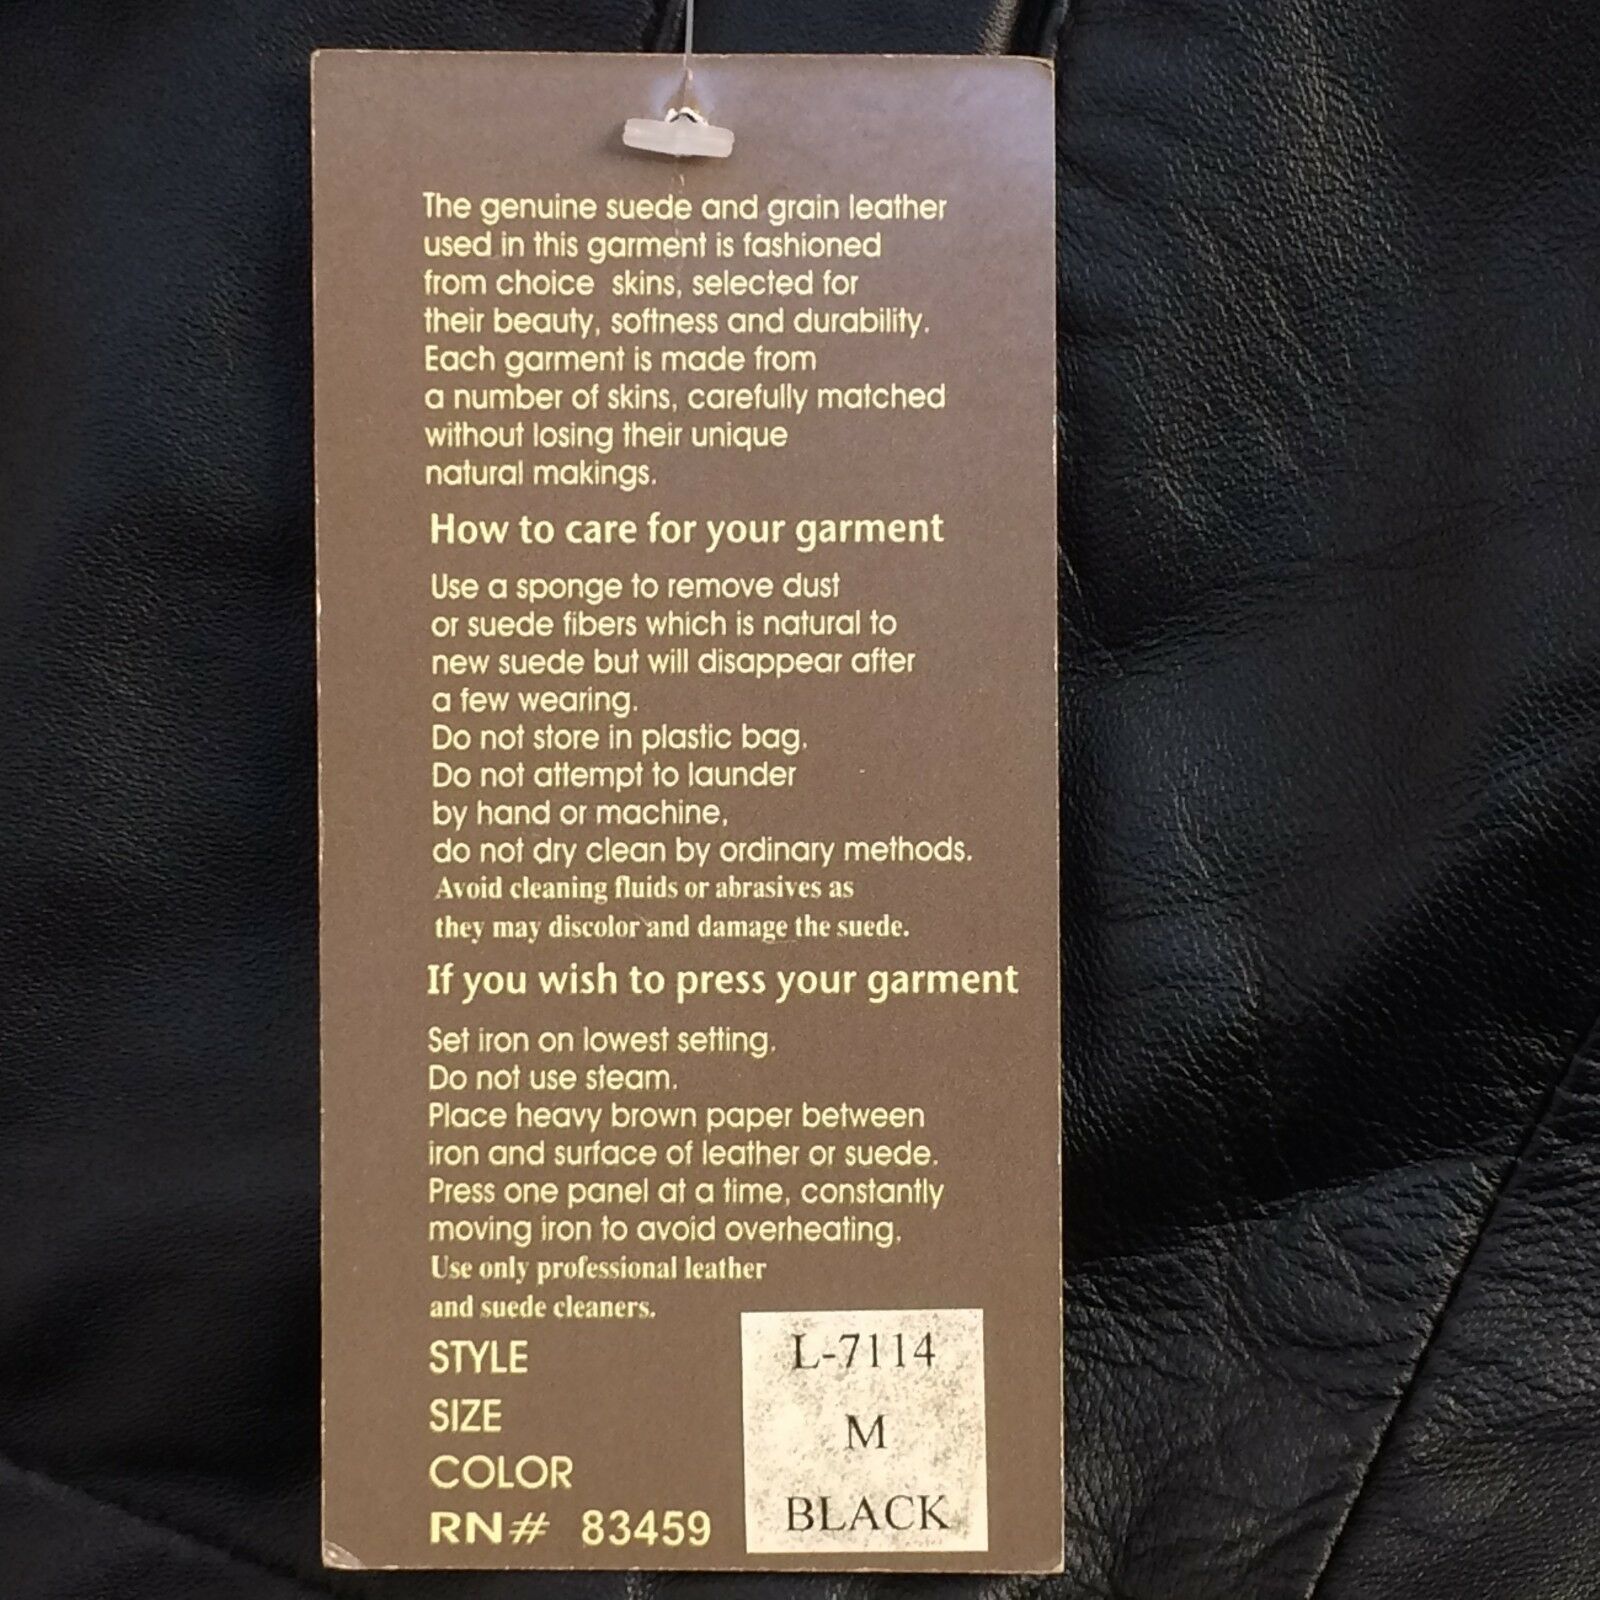 The genuine suede and grain leather
used in this garment is fashioned
from choice skins, selected for
their beauty, softness and durability.
Each garment is made from
a number of skins, carefully matched
without losing their unique
natural makings.
How to care for your garment
Use a sponge to remove dust
or suede fibers which is natural to
new suede but will disappear after
a few wearing.
Do not store in plastic bag.
Do not attempt to launder
by hand or machine,
do not dry clean by ordinary methods.
Avoid cleaning fluids or abrasives as
they may discolor and damage the suede.
If you wish to press your garment
Set iron on lowest setting.
Do not use steam.
Place heavy brown paper between
iron and surface of leather or suede.
Press one panel at a time, constantly
moving iron to avoid overheating.
Use only professional leather
and suede cleaners.
STYLE L-7114
SIZE M
COLOR BLACK
RN# 83459